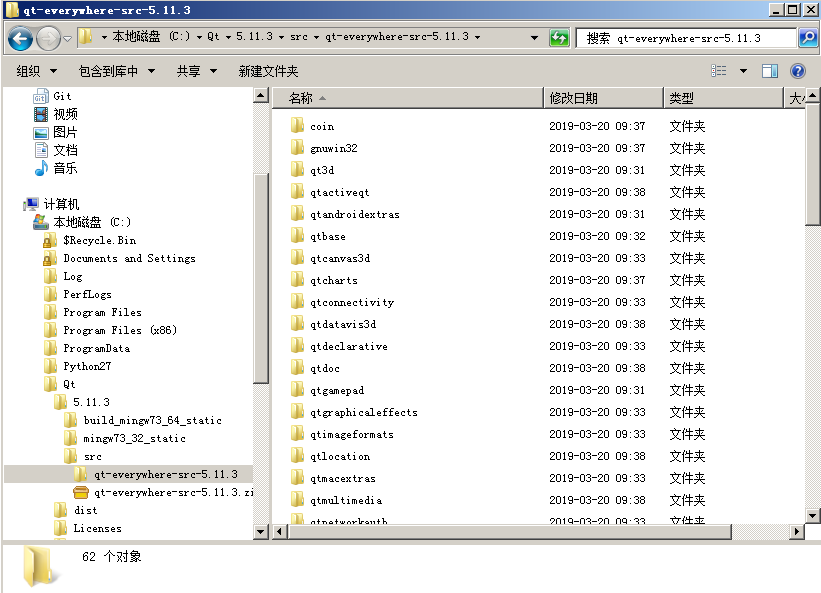 qt-everywhere-src-5.11.3
本地磁盘 (C:) Qt 5.11.3 src qt-everywhere-src-5.11.3 搜索 qt-everywhere-src-5.11.3
组织 包含到库中 共享 新建文件夹
Git
视频
图片
文档
音乐
计算机
本地磁盘 (C:)
$Recycle.Bin
Documents and Settings
Log
PerfLogs
Program Files
Program Files (x86)
ProgramData
Python27
Qt
5.11.3
build_mingw73_64_static
mingw73_32_static
src
qt-everywhere-src-5.11.3
qt-everywhere-src-5.11.3.zi
dist
Licenses
名称 修改日期 类型 大小
coin 2019-03-20 09:37 文件夹
gnuwin32 2019-03-20 09:37 文件夹
qt3d 2019-03-20 09:31 文件夹
qtactiveqt 2019-03-20 09:38 文件夹
qtandroidextras 2019-03-20 09:31 文件夹
qtbase 2019-03-20 09:32 文件夹
qtcanvas3d 2019-03-20 09:33 文件夹
qtcharts 2019-03-20 09:37 文件夹
qtconnectivity 2019-03-20 09:33 文件夹
qtdatavis3d 2019-03-20 09:38 文件夹
qtdeclarative 2019-03-20 09:33 文件夹
qtdoc 2019-03-20 09:38 文件夹
qtgamepad 2019-03-20 09:31 文件夹
qtgraphicaleffects 2019-03-20 09:33 文件夹
qtimageformats 2019-03-20 09:33 文件夹
qtlocation 2019-03-20 09:38 文件夹
qtmacextras 2019-03-20 09:33 文件夹
qtmultimedia 2019-03-20 09:38 文件夹
qtnetworkauth 2019-03-20 09:33 文件夹
62 个对象